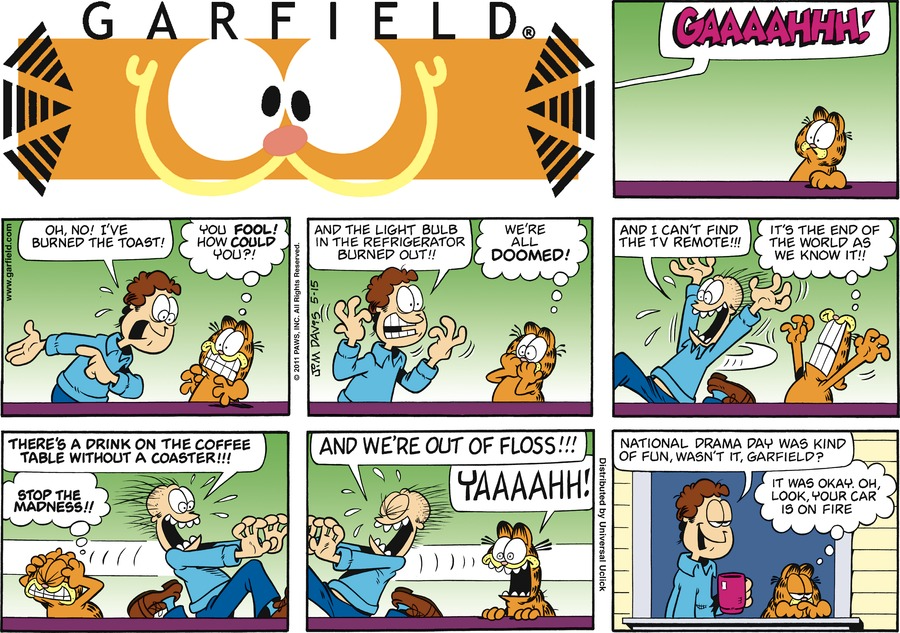 GARFIELD®
GAAAAHHH!
OH, NO! I'VE
BURNED THE TOAST!
YOU FOOL!
HOW COULD
YOU?!
www.garfield.com
AND THE LIGHT BULB
IN THE REFRIGERATOR
BURNED OUT!!
WE'RE
ALL
DOOMED!
© 2011 PAWS, INC. All Rights Reserved.
JIM DAVIS 5-15
AND I CAN'T FIND
THE TV REMOTE!!!
IT'S THE END OF
THE WORLD AS
WE KNOW IT!!
THERE'S A DRINK ON THE COFFEE
TABLE WITHOUT A COASTER!!!
STOP THE
MADNESS!!
AND WE'RE OUT OF FLOSS!!!
YAAAAHH!
Distributed by Universal Uclick
NATIONAL DRAMA DAY WAS KIND
OF FUN, WASN'T IT, GARFIELD?
IT WAS OKAY. OH,
LOOK, YOUR CAR
IS ON FIRE